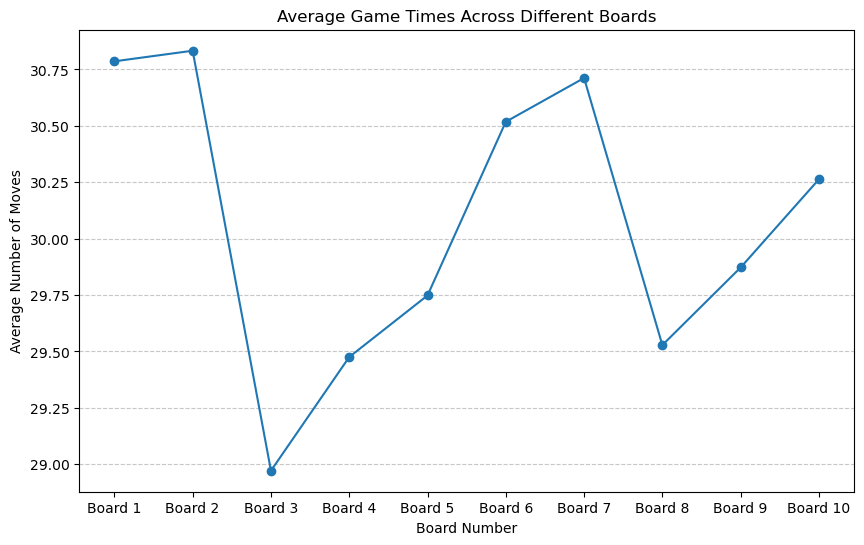 Average Game Times Across Different Boards
Average Number of Moves
30.75
30.50
30.25
30.00
29.75
29.50
29.25
29.00
Board 1 Board 2 Board 3 Board 4 Board 5 Board 6 Board 7 Board 8 Board 9 Board 10
Board Number